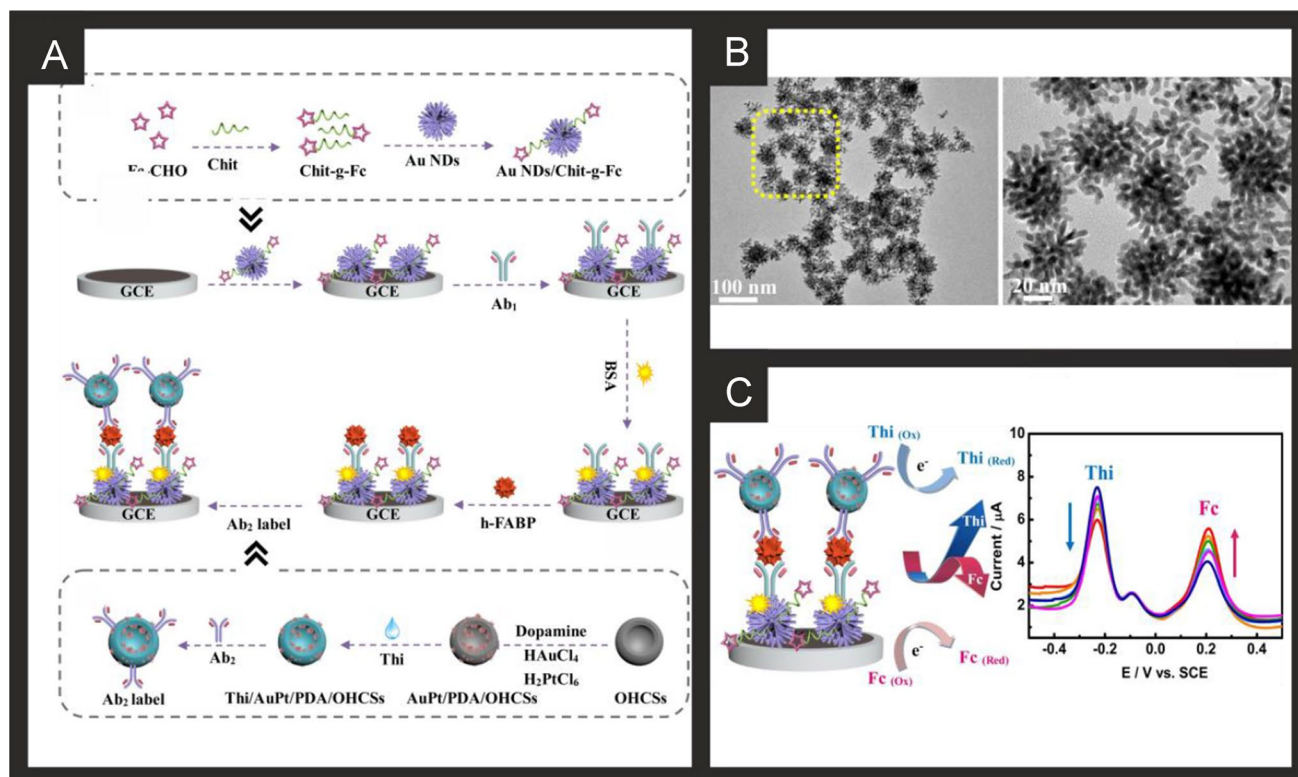 A
Chit
Au NDs
-CHO
Chit-g-Fc
Au NDs/Chit-g-Fc
GCE
GCE
Ab₁
GCE
BSA
GCE
Ab₂ label
GCE
h-FABP
GCE
Ab₂
Thi
Dopamine
HAuCl₄
H₂PtCl₆
Ab₂ label
Thi/AuPt/PDA/OHCSs
AuPt/PDA/OHCSs
OHCSs
B
100 nm
20 nm
C
Thi (Ox)
e-
Thi (Red)
Thi
Fc
e-
Fc (Ox)
Fc (Red)
Current / μA
10
8
6
4
2
Thi
Fc
-0.4
-0.2
0.0
0.2
0.4
E / V vs. SCE